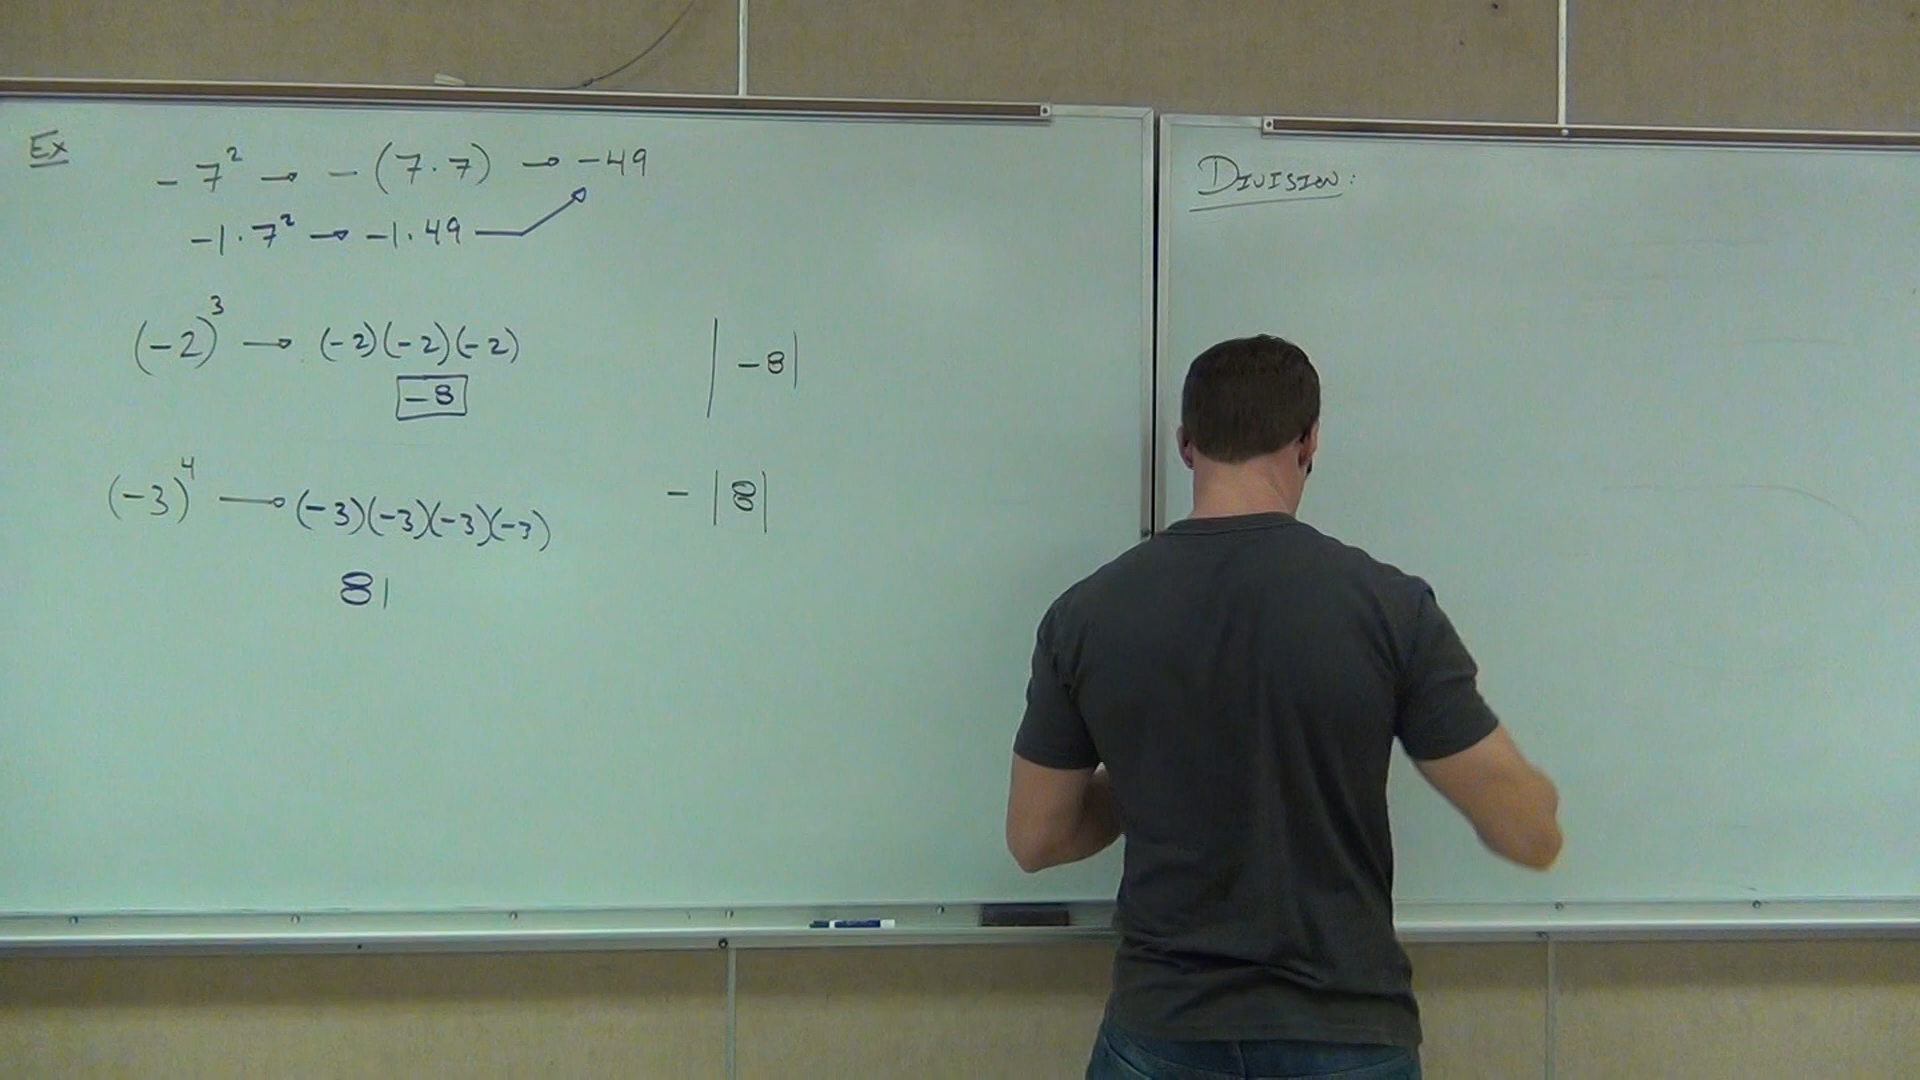 Ex
-7² → -(7·7) → -49
-1·7² → -1·49
(-2)³ → (-2)(-2)(-2)
-8
(-3)⁴ → (-3)(-3)(-3)(-3)
81
|-8|
-|8|
DIVISION: